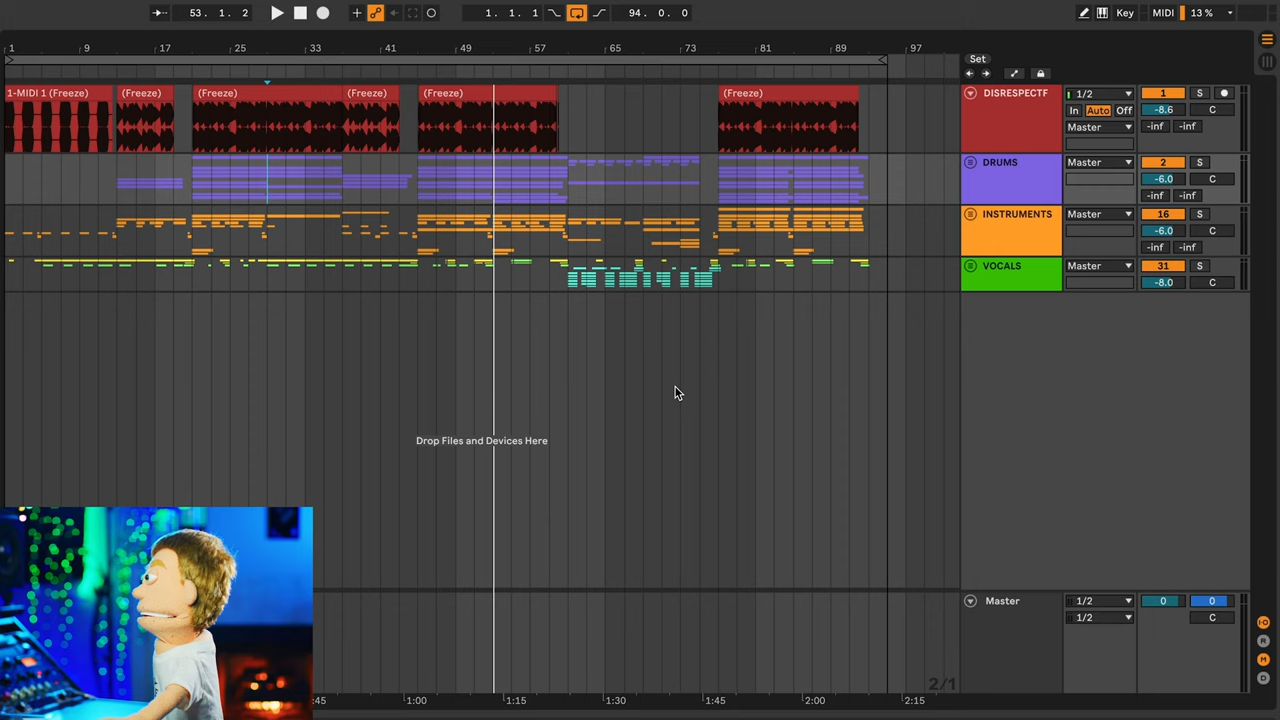 53. 1. 2 1. 1. 1 94. 0. 0 Key MIDI 13 %
1 9 17 25 33 41 49 57 65 73 81 89 97
Set
1-MIDI 1 (Freeze) (Freeze) (Freeze) (Freeze) (Freeze) (Freeze)
DISRESPECTF 1/2 1 S
In Auto Off -8.6 C
Master -inf -inf
DRUMS Master 2 S
-6.0 C
-inf -inf
INSTRUMENTS Master 16 S
-6.0 C
-inf -inf
VOCALS Master 31 S
-8.0 C
Drop Files and Devices Here
Master 1/2 0 0
1/2 C
IO
R
M
D
2/1
:45 1:00 1:15 1:30 1:45 2:00 2:15